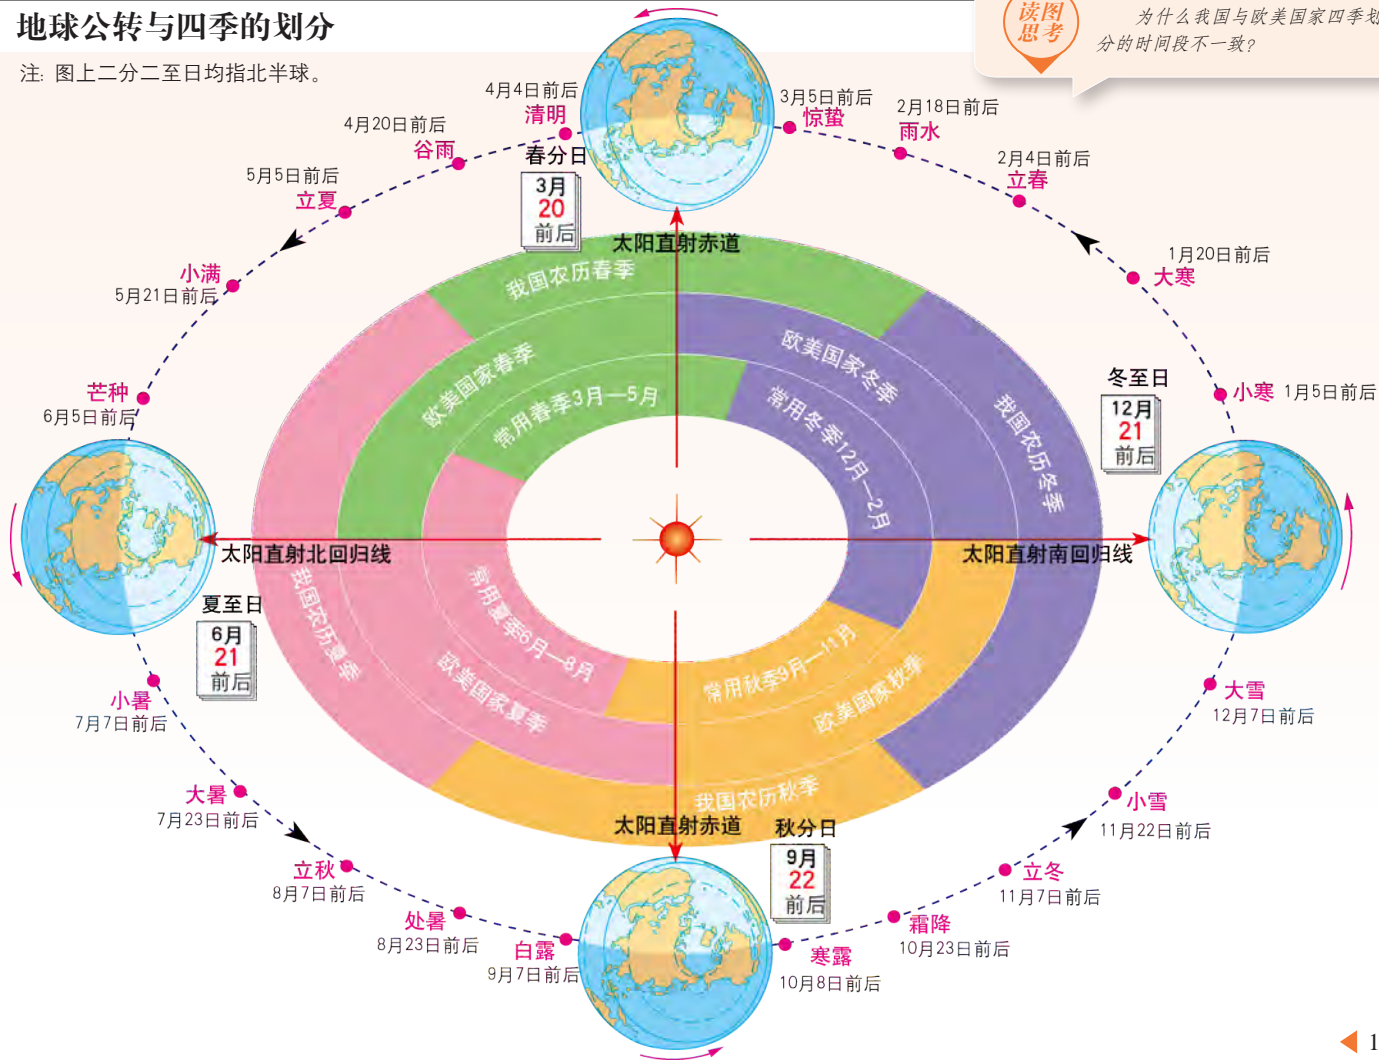 地球公转与四季的划分
注: 图上二分二至日均指北半球。
读图
思考
为什么我国与欧美国家四季划
分的时间段不一致?
4月4日前后
清明
3月5日前后
惊蛰
2月18日前后
雨水
4月20日前后
谷雨
2月4日前后
立春
5月5日前后
立夏
春分日
3月
20
前后
太阳直射赤道
1月20日前后
大寒
小满
5月21日前后
我国农历春季
欧美国家春季
常用春季3月—5月
欧美国家冬季
常用冬季12月—2月
我国农历冬季
芒种
6月5日前后
冬至日
12月
21
前后
小寒 1月5日前后
太阳直射北回归线
太阳直射南回归线
夏至日
6月
21
前后
我国农历夏季
欧美国家夏季
常用夏季6月—8月
常用秋季9月—11月
欧美国家秋季
我国农历秋季
小暑
7月7日前后
大雪
12月7日前后
大暑
7月23日前后
小雪
11月22日前后
太阳直射赤道
秋分日
9月
22
前后
立秋
8月7日前后
立冬
11月7日前后
处暑
8月23日前后
霜降
10月23日前后
白露
9月7日前后
寒露
10月8日前后
1